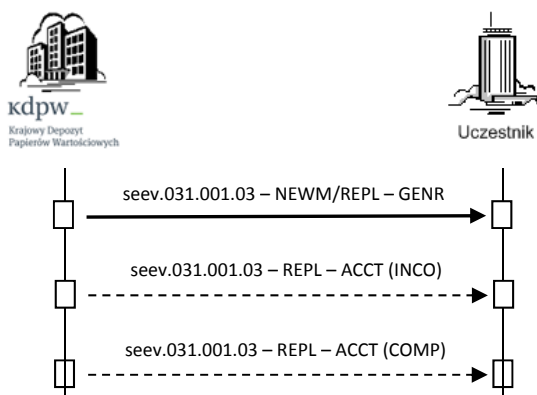 kdpw_
Krajowy Depozyt
Papierów Wartościowych
Uczestnik
seev.031.001.03 – NEWM/REPL – GENR
seev.031.001.03 – REPL – ACCT (INCO)
seev.031.001.03 – REPL – ACCT (COMP)